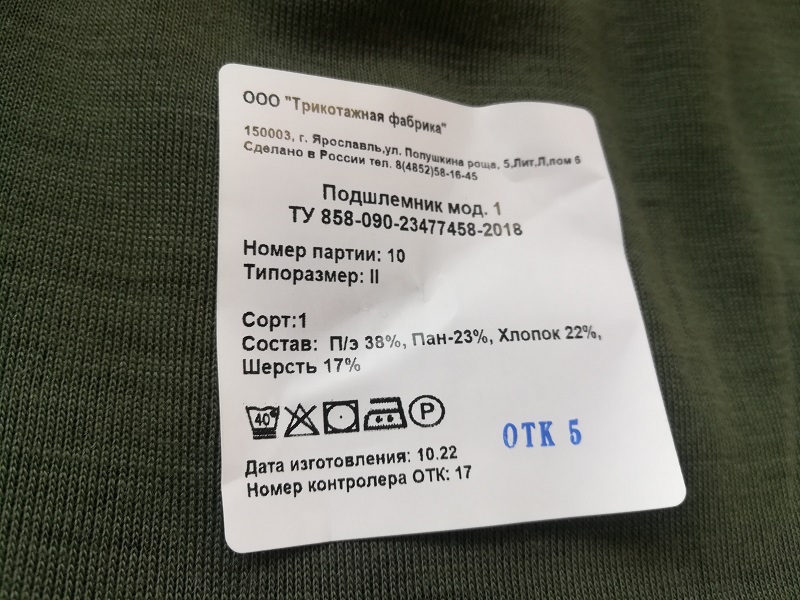 ООО "Трикотажная фабрика"
150003, г. Ярославль,ул. Полушкина роща, 5,Лит.Л,пом 6
Сделано в России тел. 8(4852)58-16-45
Подшлемник мод. 1
ТУ 858-090-23477458-2018
Номер партии: 10
Типоразмер: II
Сорт:1
Состав: П/э 38%, Пан-23%, Хлопок 22%,
Шерсть 17%
40° P
ОТК 5
Дата изготовления: 10.22
Номер контролера ОТК: 17